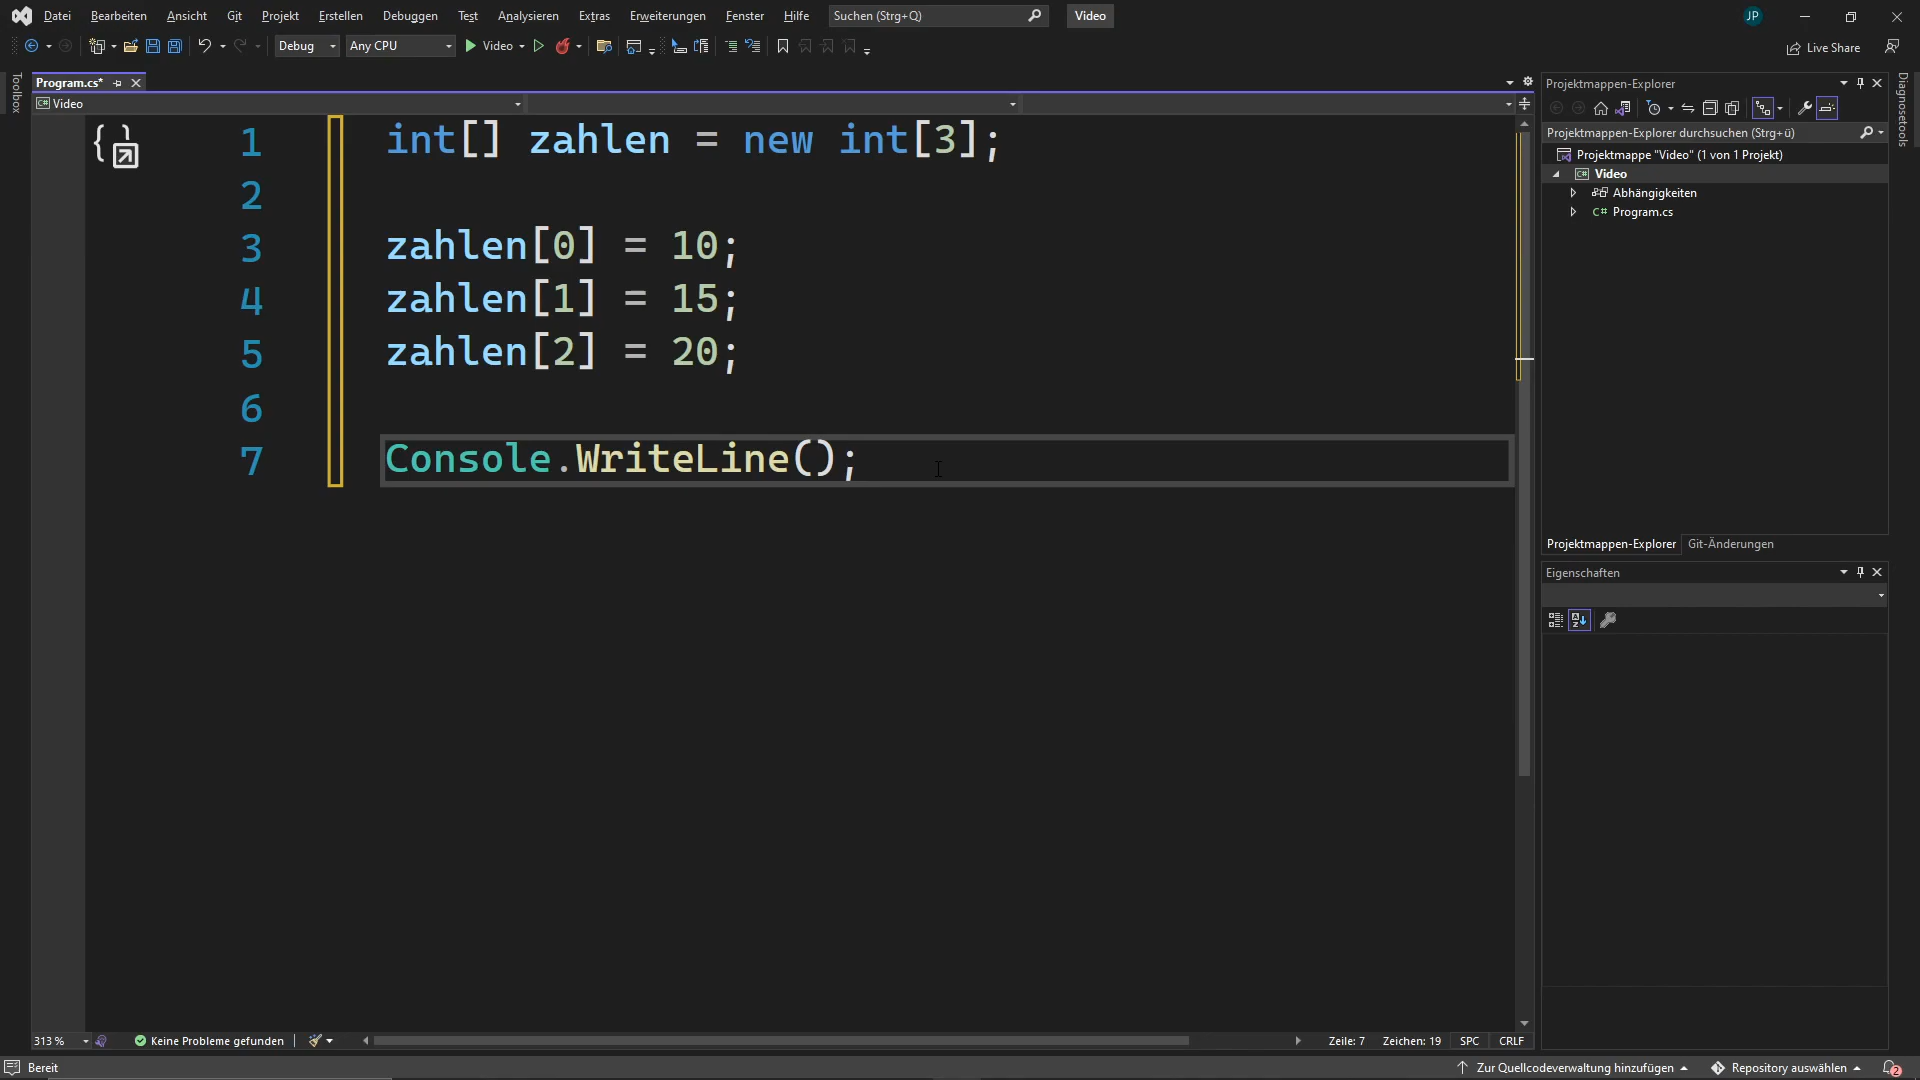 Datei Bearbeiten Ansicht Git Projekt Erstellen Debuggen Test Analysieren Extras Erweiterungen Fenster Hilfe Suchen (Strg+Q) Video JP
Debug Any CPU Video Live Share
Toolbox
Program.cs*
Video
1 int[] zahlen = new int[3];
2
3 zahlen[0] = 10;
4 zahlen[1] = 15;
5 zahlen[2] = 20;
6
7 Console.WriteLine();
313 % Keine Probleme gefunden Zeile: 7 Zeichen: 19 SPC CRLF
Projektmappen-Explorer
Projektmappen-Explorer durchsuchen (Strg+ü)
Projektmappe "Video" (1 von 1 Projekt)
C# Video
Abhängigkeiten
C# Program.cs
Projektmappen-Explorer Git-Änderungen
Eigenschaften
Diagnosetools
Bereit Zur Quellcodeverwaltung hinzufügen Repository auswählen 2